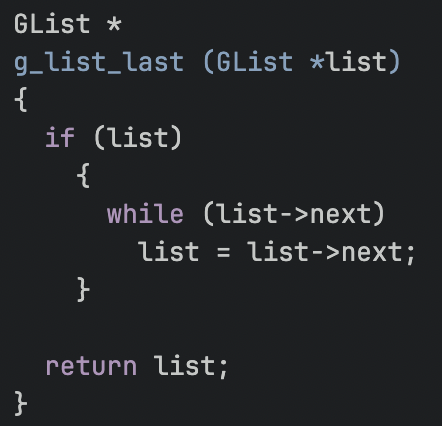 GList *
g_list_last (GList *list)
{
  if (list)
    {
      while (list->next)
        list = list->next;
    }

  return list;
}